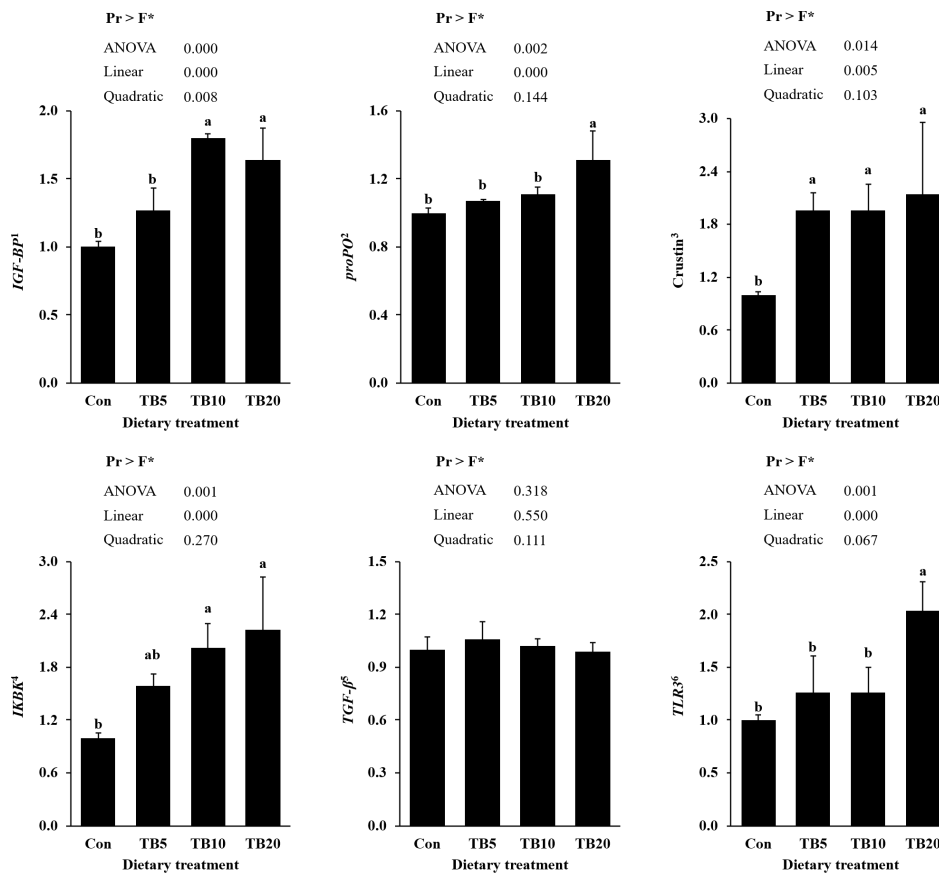 Pr > F*
ANOVA 0.000
Linear 0.000
Quadratic 0.008
IGF-BP¹
2.0
1.5
1.0
0.5
0.0
b
b
a
a
Con TB5 TB10 TB20
Dietary treatment
Pr > F*
ANOVA 0.002
Linear 0.000
Quadratic 0.144
proPO²
1.6
1.2
0.8
0.4
0.0
b
b
b
a
Con TB5 TB10 TB20
Dietary treatment
Pr > F*
ANOVA 0.014
Linear 0.005
Quadratic 0.103
Crustin³
3.0
2.4
1.8
1.2
0.6
0.0
b
a
a
a
Con TB5 TB10 TB20
Dietary treatment
Pr > F*
ANOVA 0.001
Linear 0.000
Quadratic 0.270
IKBK⁴
3.0
2.4
1.8
1.2
0.6
0.0
b
ab
a
a
Con TB5 TB10 TB20
Dietary treatment
Pr > F*
ANOVA 0.318
Linear 0.550
Quadratic 0.111
TGF-β⁵
1.5
1.2
0.9
0.6
0.3
0.0
Con TB5 TB10 TB20
Dietary treatment
Pr > F*
ANOVA 0.001
Linear 0.000
Quadratic 0.067
TLR3⁶
2.5
2.0
1.5
1.0
0.5
0.0
b
b
b
a
Con TB5 TB10 TB20
Dietary treatment